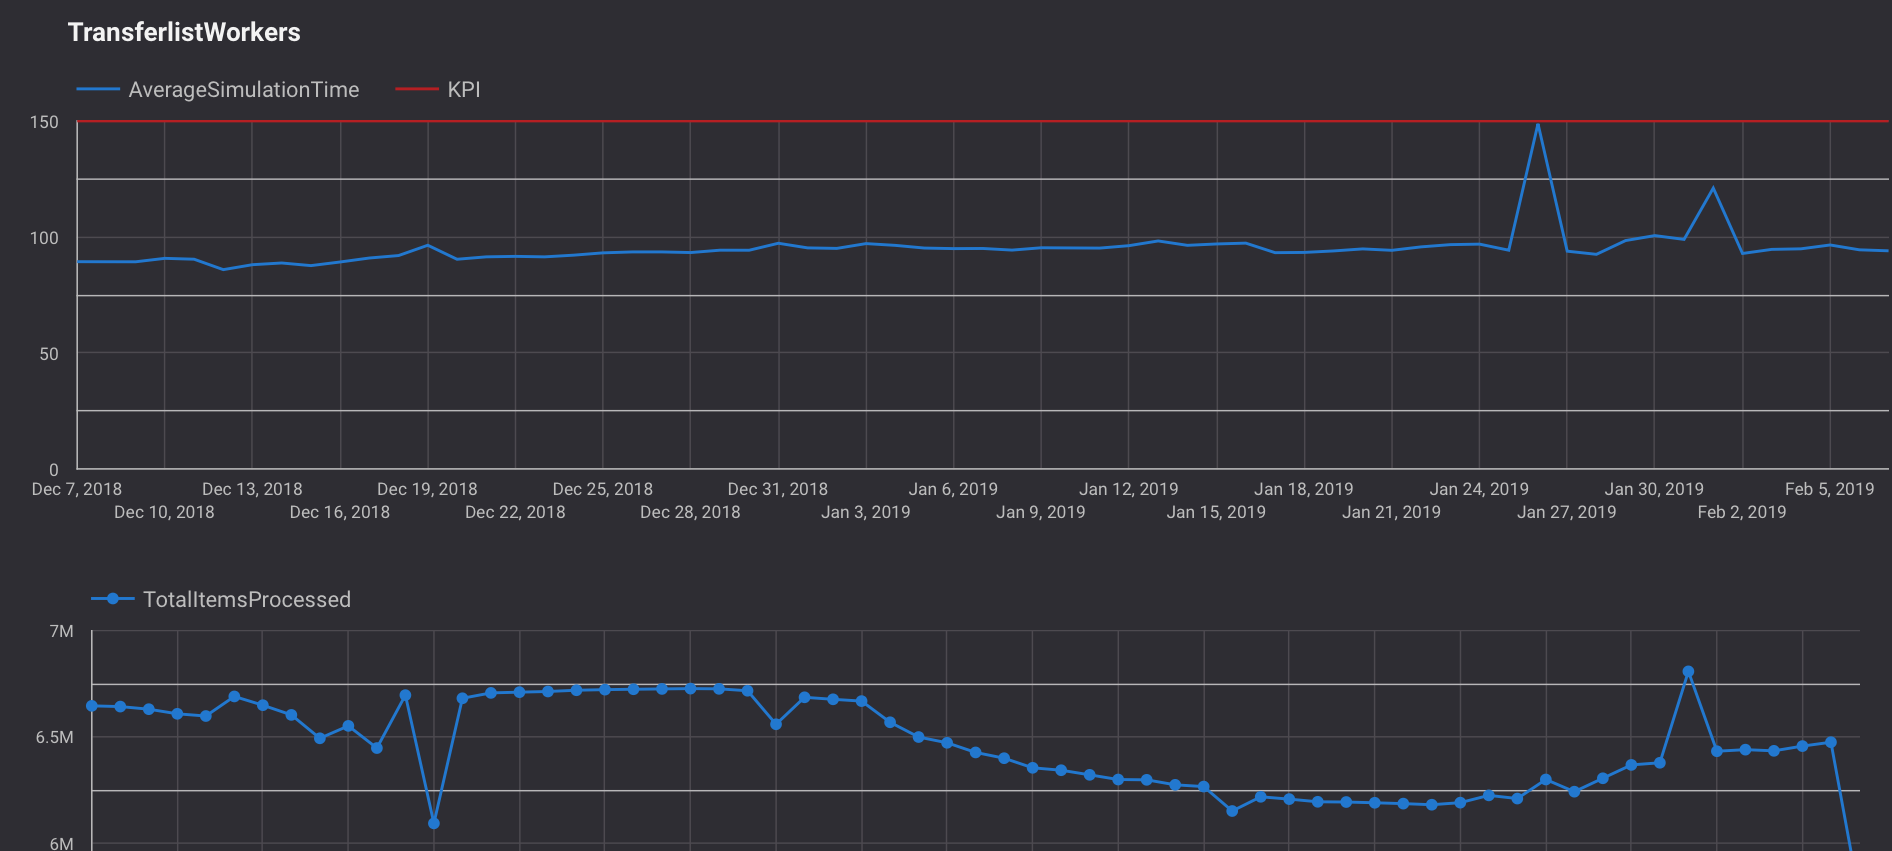 TransferlistWorkers
AverageSimulationTime KPI
150
100
50
0
Dec 7, 2018 Dec 13, 2018 Dec 19, 2018 Dec 25, 2018 Dec 31, 2018 Jan 6, 2019 Jan 12, 2019 Jan 18, 2019 Jan 24, 2019 Jan 30, 2019 Feb 5, 2019
Dec 10, 2018 Dec 16, 2018 Dec 22, 2018 Dec 28, 2018 Jan 3, 2019 Jan 9, 2019 Jan 15, 2019 Jan 21, 2019 Jan 27, 2019 Feb 2, 2019
TotalItemsProcessed
7M
6.5M
6M